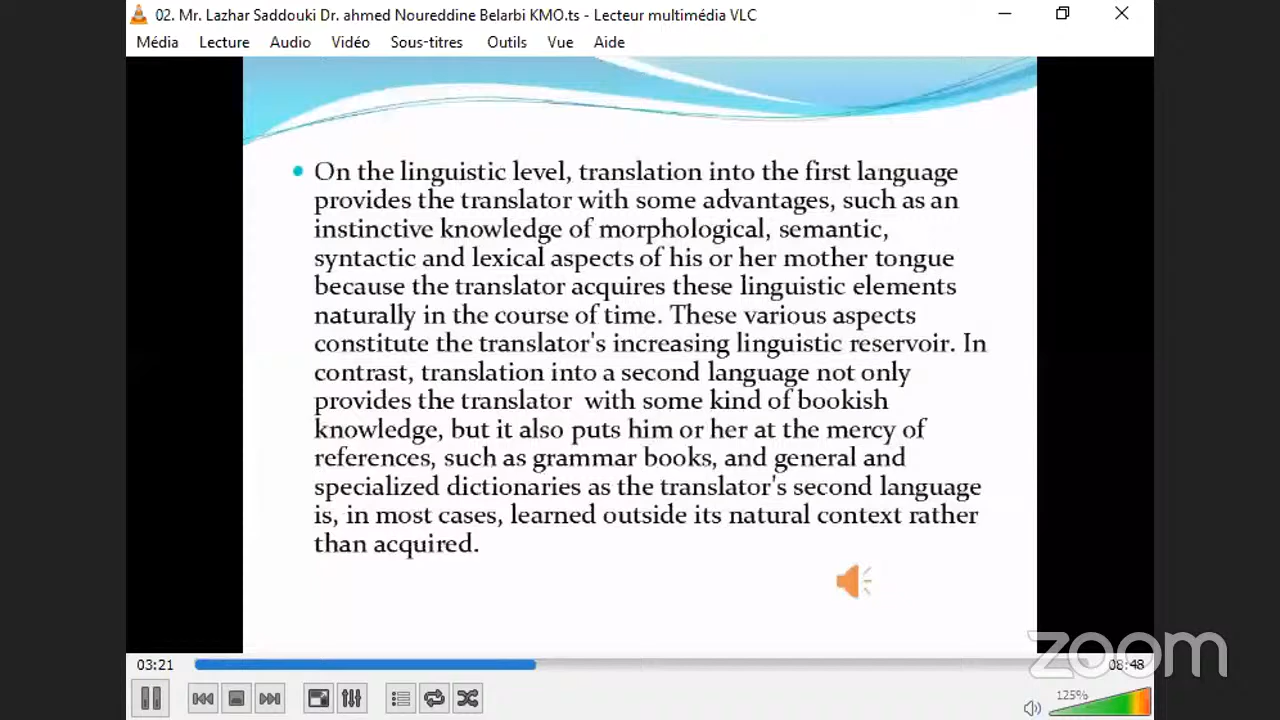 02. Mr. Lazhar Saddouki Dr. ahmed Noureddine Belarbi KMO.ts - Lecteur multimédia VLC
Média Lecture Audio Vidéo Sous-titres Outils Vue Aide
On the linguistic level, translation into the first language
provides the translator with some advantages, such as an
instinctive knowledge of morphological, semantic,
syntactic and lexical aspects of his or her mother tongue
because the translator acquires these linguistic elements
naturally in the course of time. These various aspects
constitute the translator's increasing linguistic reservoir. In
contrast, translation into a second language not only
provides the translator with some kind of bookish
knowledge, but it also puts him or her at the mercy of
references, such as grammar books, and general and
specialized dictionaries as the translator's second language
is, in most cases, learned outside its natural context rather
than acquired.
zoom
03:21 08:48
125%